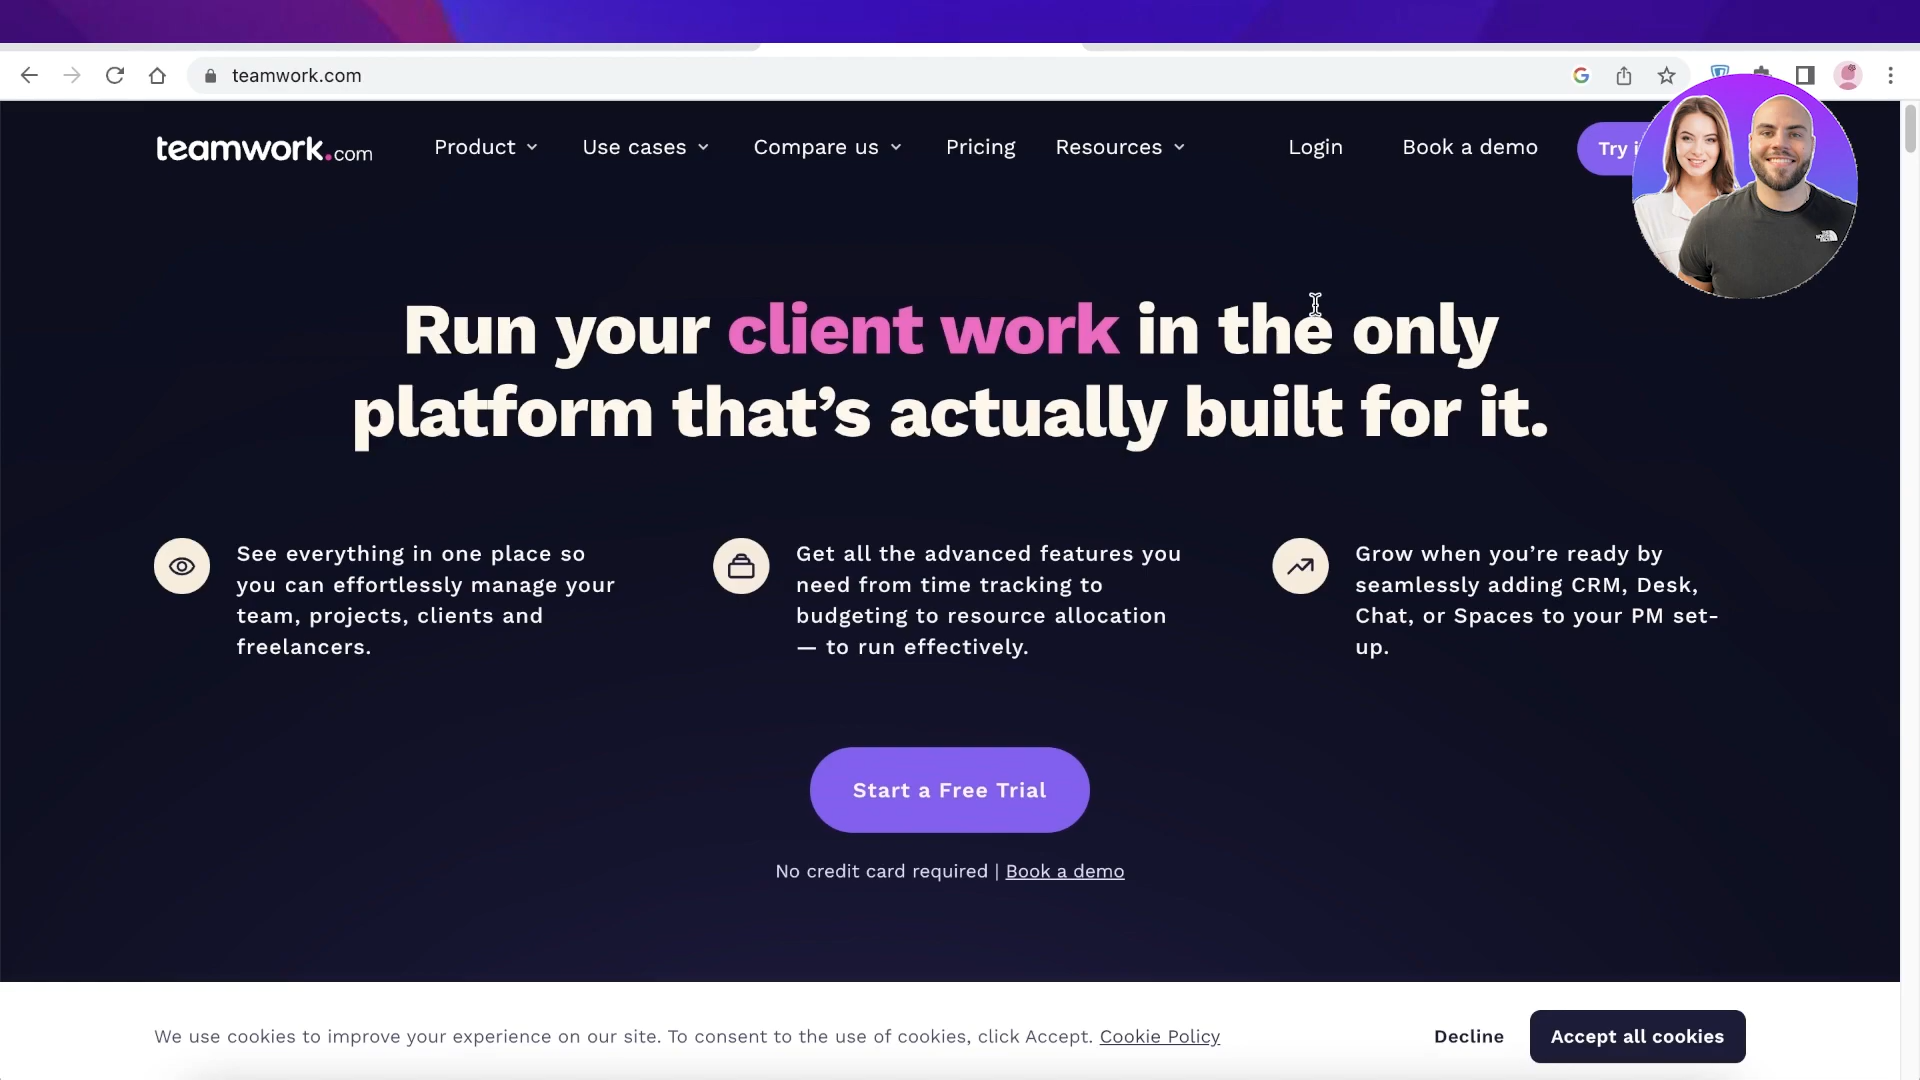 teamwork.com
teamwork.com Product Use cases Compare us Pricing Resources Login Book a demo Try
Run your client work in the only
platform that's actually built for it.
See everything in one place so
you can effortlessly manage your
team, projects, clients and
freelancers.
Get all the advanced features you
need from time tracking to
budgeting to resource allocation
— to run effectively.
Grow when you're ready by
seamlessly adding CRM, Desk,
Chat, or Spaces to your PM set-
up.
Start a Free Trial
No credit card required | Book a demo
We use cookies to improve your experience on our site. To consent to the use of cookies, click Accept. Cookie Policy Decline Accept all cookies